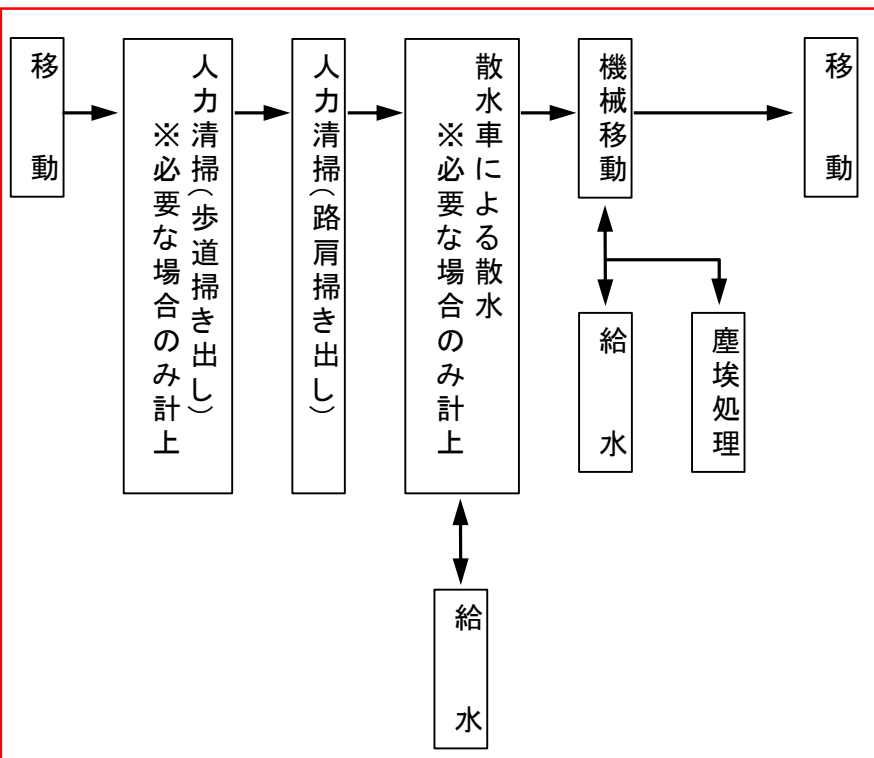 移動
人力清掃(歩道掃き出し)
※必要な場合のみ計上
人力清掃(路肩掃き出し)
散水車による散水
※必要な場合のみ計上
機械移動
移動
給水
塵埃処理
給水